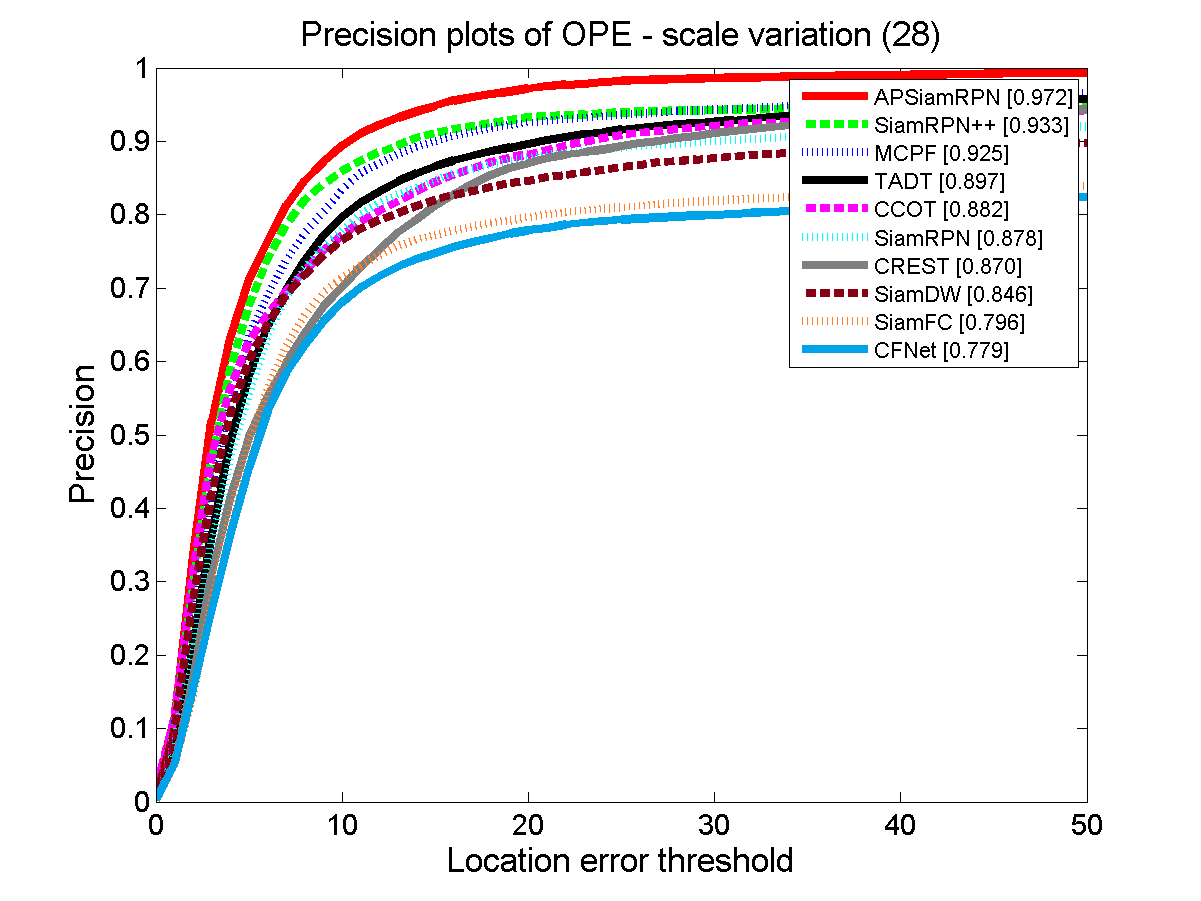 Precision plots of OPE - scale variation (28)
1
0.9
0.8
0.7
0.6
0.5
0.4
0.3
0.2
0.1
0
Precision
APSiamRPN [0.972]
SiamRPN++ [0.933]
MCPF [0.925]
TADT [0.897]
CCOT [0.882]
SiamRPN [0.878]
CREST [0.870]
SiamDW [0.846]
SiamFC [0.796]
CFNet [0.779]
0 10 20 30 40 50
Location error threshold